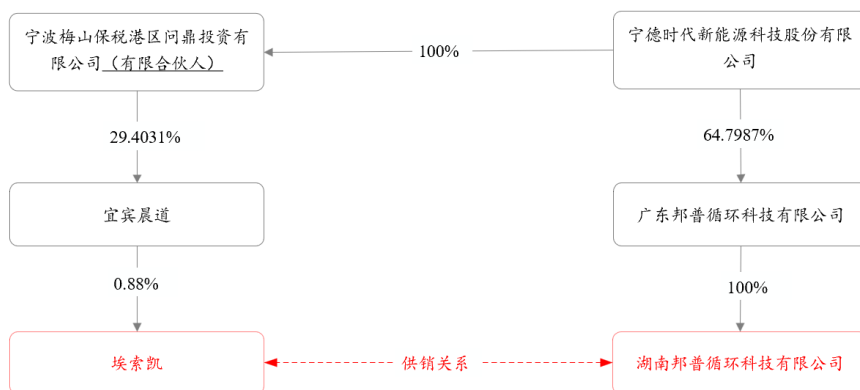 宁波梅山保税港区问鼎投资有
限公司（有限合伙人）
100%
宁德时代新能源科技股份有限
公司
29.4031%
64.7987%
宜宾晨道
广东邦普循环科技有限公司
0.88%
100%
埃索凯
供销关系
湖南邦普循环科技有限公司